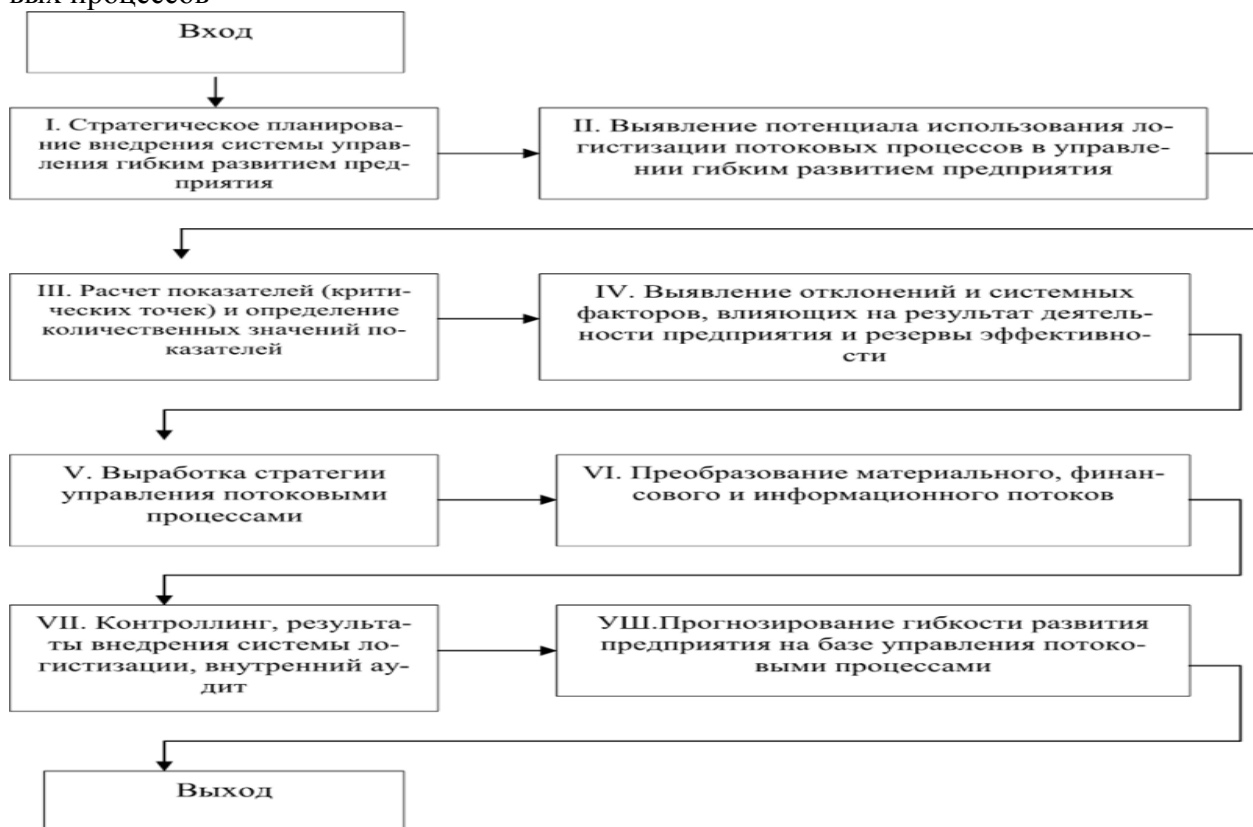 вых процессов
Вход
I. Стратегическое планирова-
ние внедрения системы управ-
ления гибким развитием пред-
приятия
II. Выявление потенциала использования ло-
гистизации потоковых процессов в управле-
нии гибким развитием предприятия
III. Расчет показателей (крити-
ческих точек) и определение
количественных значений по-
казателей
IV. Выявление отклонений и системных
факторов, влияющих на результат деятель-
ности предприятия и резервы эффективно-
сти
V. Выработка стратегии
управления потоковыми
процессами
VI. Преобразование материального, финан-
сового и информационного потоков
VII. Контроллинг, результа-
ты внедрения системы ло-
гистизации, внутренний ау-
дит
УШ.Прогнозирование гибкости развития
предприятия на базе управления потоко-
выми процессами
Выход